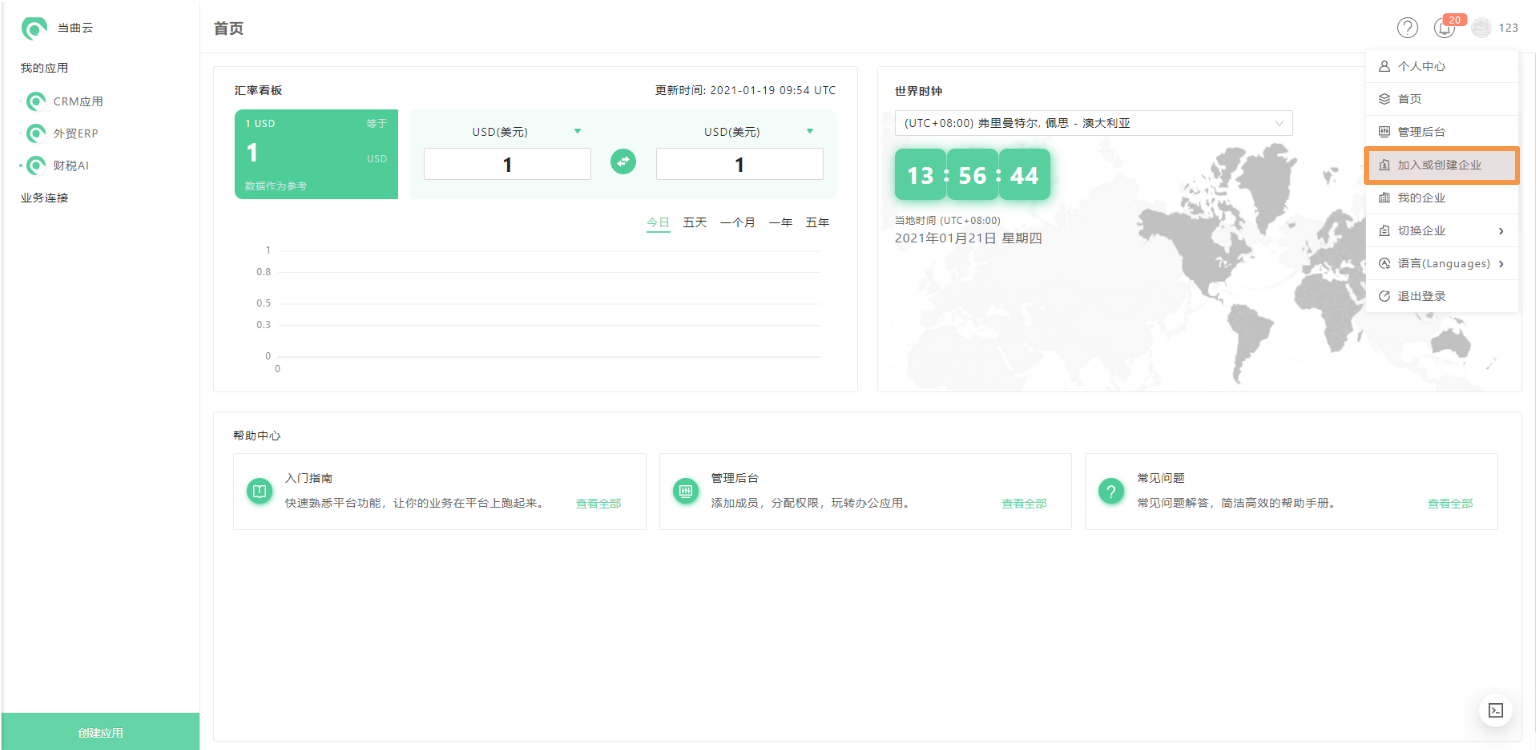 当曲云
我的应用
CRM应用
外贸ERP
财税AI
业务连接
创建应用
首页
20
123
汇率看板
更新时间: 2021-01-19 09:54 UTC
1 USD
等于
1
USD
数据作为参考
USD(美元)
1
USD(美元)
1
今日 五天 一个月 一年 五年
1
0.8
0.5
0.3
0
0
世界时钟
(UTC+08:00) 弗里曼特尔, 佩思 - 澳大利亚
13 : 56 : 44
当地时间 (UTC+08:00)
2021年01月21日 星期四
个人中心
首页
管理后台
加入或创建企业
我的企业
切换企业
语言(Languages)
退出登录
帮助中心
入门指南
快速熟悉平台功能，让你的业务在平台上跑起来。
查看全部
管理后台
添加成员，分配权限，玩转办公应用。
查看全部
常见问题
常见问题解答，简洁高效的帮助手册。
查看全部